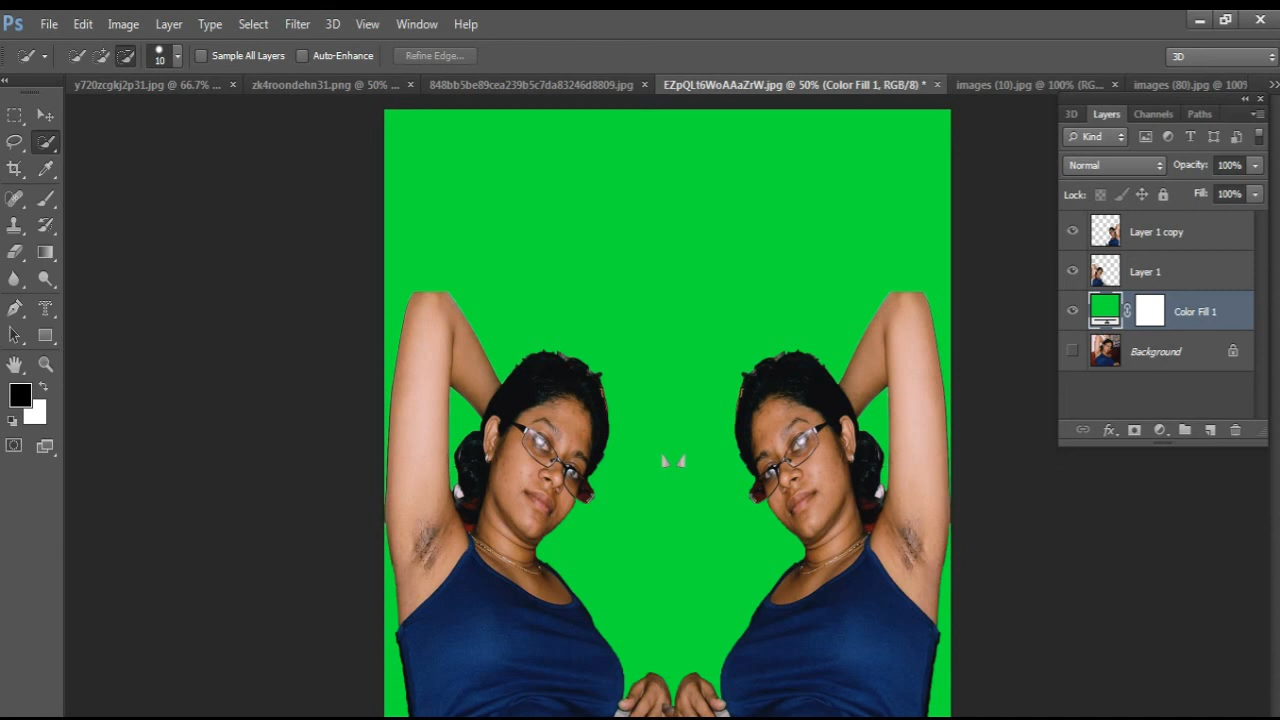 Ps File Edit Image Layer Type Select Filter 3D View Window Help
10 Sample All Layers Auto-Enhance Refine Edge... 3D
y720zcgkj2p31.jpg @ 66.7% ... × zk4roondehn31.png @ 50% ... × 848bb5be89cea239b5c7da83246d8809.jpg × EZpQLt6WoAAaZrW.jpg @ 50% (Color Fill 1, RGB/8) * × images (10).jpg @ 100% (RG... × images (80).jpg @ 100%
3D Layers Channels Paths
Kind
Normal Opacity: 100%
Lock: Fill: 100%
Layer 1 copy
Layer 1
Color Fill 1
Background
fx